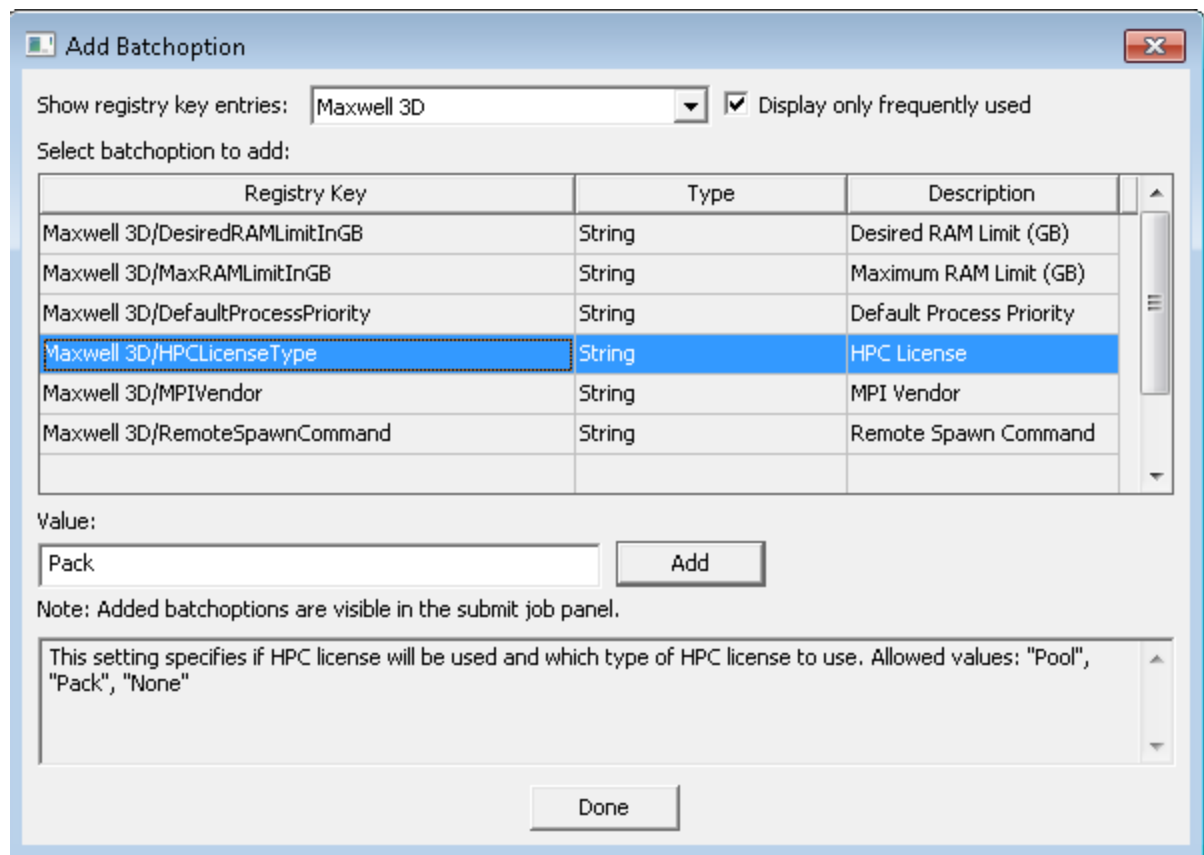 Add Batchoption
Show registry key entries: Maxwell 3D Display only frequently used
Select batchoption to add:
Registry Key Type Description
Maxwell 3D/DesiredRAMLimitInGB String Desired RAM Limit (GB)
Maxwell 3D/MaxRAMLimitInGB String Maximum RAM Limit (GB)
Maxwell 3D/DefaultProcessPriority String Default Process Priority
Maxwell 3D/HPCLicenseType String HPC License
Maxwell 3D/MPIVendor String MPI Vendor
Maxwell 3D/RemoteSpawnCommand String Remote Spawn Command
Value:
Pack Add
Note: Added batchoptions are visible in the submit job panel.
This setting specifies if HPC license will be used and which type of HPC license to use. Allowed values: "Pool",
"Pack", "None"
Done